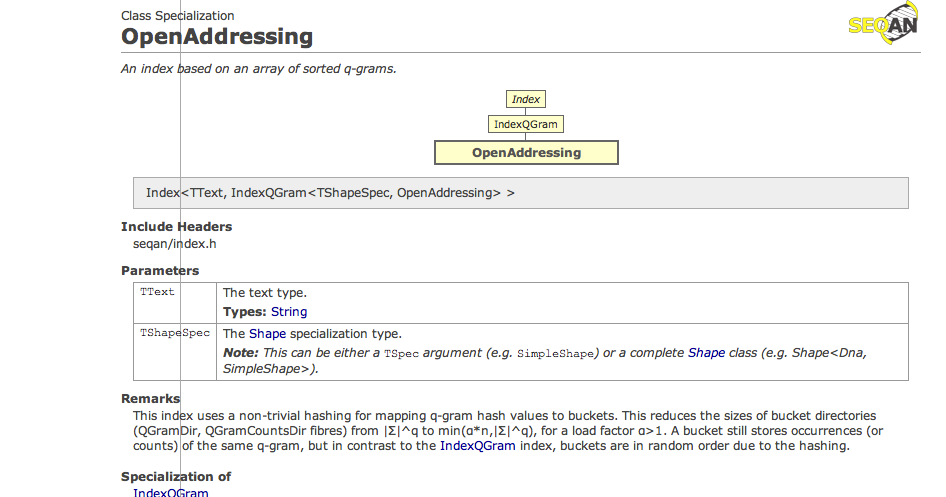 Class Specialization
OpenAddressing
SEQAN
An index based on an array of sorted q-grams.
Index
IndexQGram
OpenAddressing
Index<TText, IndexQGram<TShapeSpec, OpenAddressing> >
Include Headers
seqan/index.h
Parameters
TText
The text type.
Types: String
TShapeSpec
The Shape specialization type.
Note: This can be either a TSpec argument (e.g. SimpleShape) or a complete Shape class (e.g. Shape<Dna,
SimpleShape>).
Remarks
This index uses a non-trivial hashing for mapping q-gram hash values to buckets. This reduces the sizes of bucket directories
(QGramDir, QGramCountsDir fibres) from |Σ|^q to min(α*n,|Σ|^q), for a load factor α>1. A bucket still stores occurrences (or
counts) of the same q-gram, but in contrast to the IndexQGram index, buckets are in random order due to the hashing.
Specialization of
IndexQGram